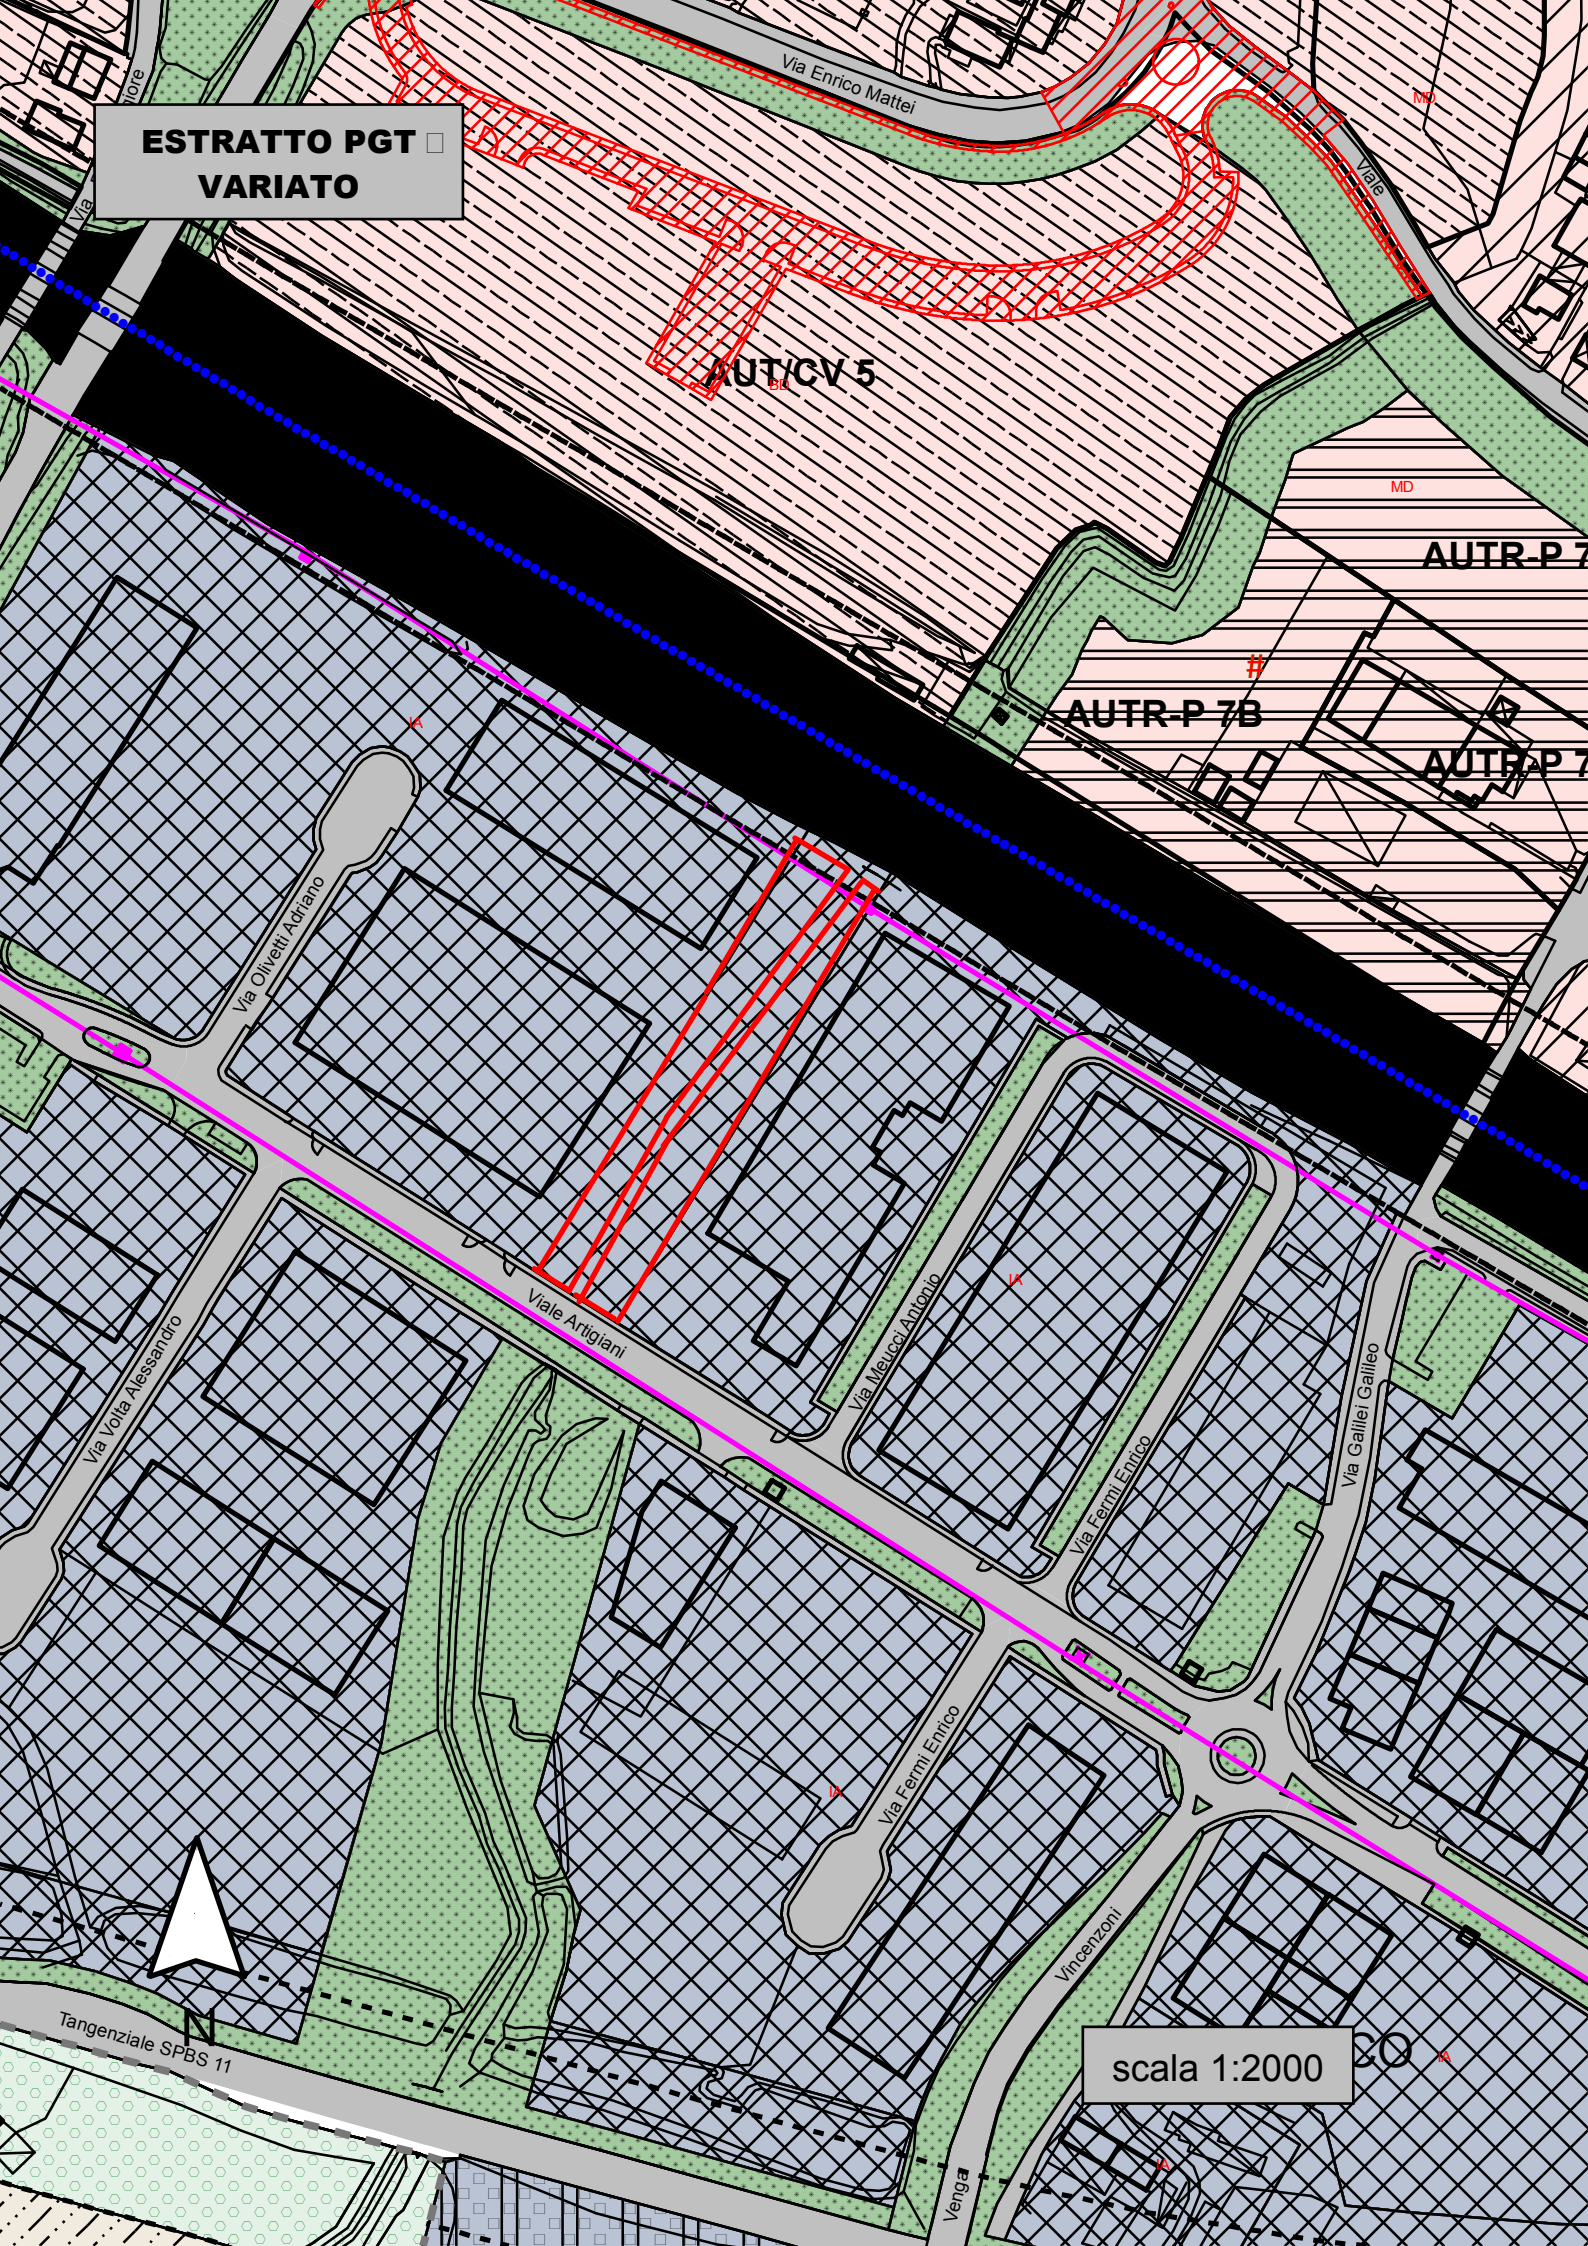 Via Enrico Mattei
MD
Viale
ESTRATTO PGT
VARIATO
Via
AUT/CV 5
BD
MD
AUTR-P 7
#
AUTR-P 7B
AUTR-P 7
IA
Via Olivetti Adriano
Viale Artigiani
Via Meucci Antonio
IA
Via Volta Alessandro
Via Galilei Galileo
Via Fermi Enrico
Via Fermi Enrico
IA
Vincenzoni
N
Tangenziale SPBS 11
scala 1:2000
CO
IA
IA
Venga